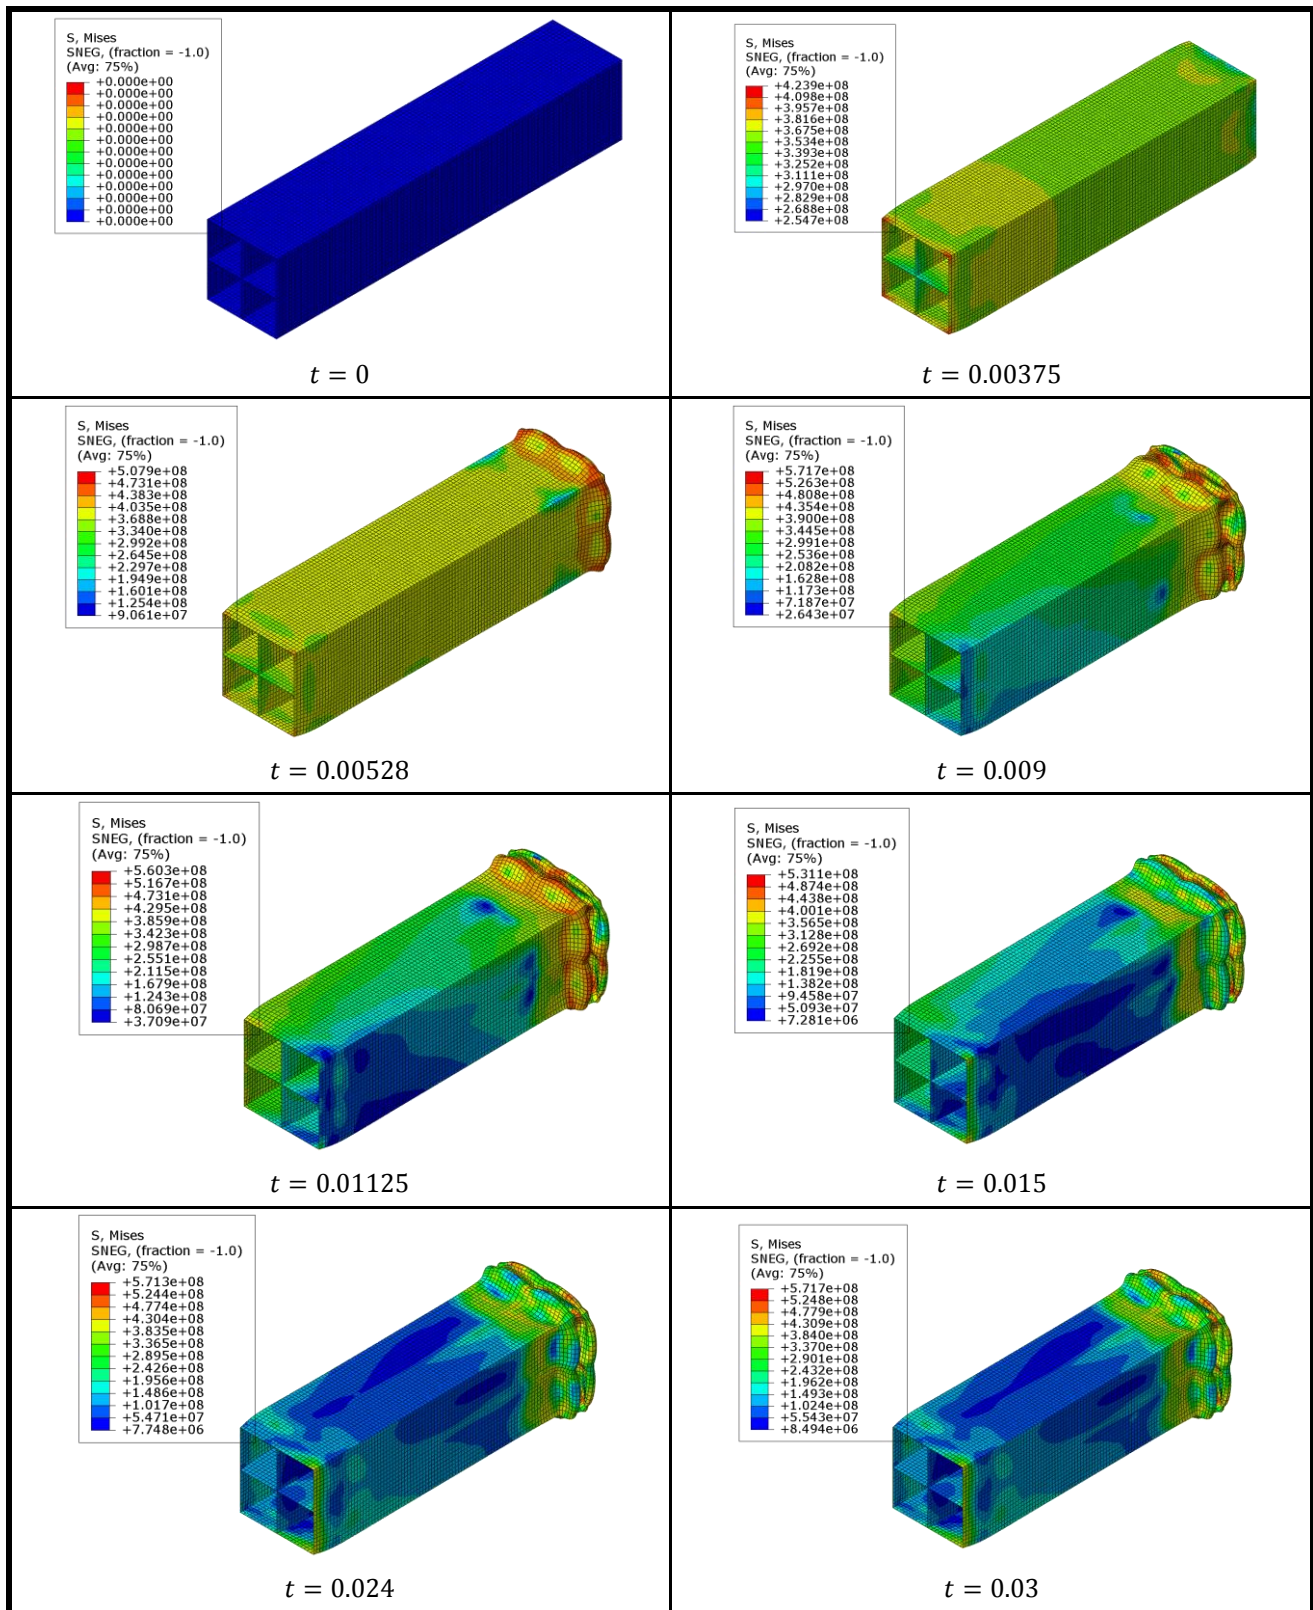 S, Mises
SNEG, (fraction = -1.0)
(Avg: 75%)
+0.000e+00
+0.000e+00
+0.000e+00
+0.000e+00
+0.000e+00
+0.000e+00
+0.000e+00
+0.000e+00
+0.000e+00
+0.000e+00
+0.000e+00
+0.000e+00
+0.000e+00
t = 0
S, Mises
SNEG, (fraction = -1.0)
(Avg: 75%)
+4.239e+08
+4.098e+08
+3.957e+08
+3.816e+08
+3.675e+08
+3.534e+08
+3.393e+08
+3.252e+08
+3.111e+08
+2.970e+08
+2.829e+08
+2.688e+08
+2.547e+08
t = 0.00375
S, Mises
SNEG, (fraction = -1.0)
(Avg: 75%)
+5.079e+08
+4.731e+08
+4.383e+08
+4.035e+08
+3.688e+08
+3.340e+08
+2.992e+08
+2.645e+08
+2.297e+08
+1.949e+08
+1.601e+08
+1.254e+08
+9.061e+07
t = 0.00528
S, Mises
SNEG, (fraction = -1.0)
(Avg: 75%)
+5.717e+08
+5.263e+08
+4.808e+08
+4.354e+08
+3.900e+08
+3.445e+08
+2.991e+08
+2.536e+08
+2.082e+08
+1.628e+08
+1.173e+08
+7.187e+07
+2.643e+07
t = 0.009
S, Mises
SNEG, (fraction = -1.0)
(Avg: 75%)
+5.603e+08
+5.167e+08
+4.731e+08
+4.295e+08
+3.859e+08
+3.423e+08
+2.987e+08
+2.551e+08
+2.115e+08
+1.679e+08
+1.243e+08
+8.069e+07
+3.709e+07
t = 0.01125
S, Mises
SNEG, (fraction = -1.0)
(Avg: 75%)
+5.311e+08
+4.874e+08
+4.438e+08
+4.001e+08
+3.565e+08
+3.128e+08
+2.692e+08
+2.255e+08
+1.819e+08
+1.382e+08
+9.458e+07
+5.093e+07
+7.281e+06
t = 0.015
S, Mises
SNEG, (fraction = -1.0)
(Avg: 75%)
+5.713e+08
+5.244e+08
+4.774e+08
+4.304e+08
+3.835e+08
+3.365e+08
+2.895e+08
+2.426e+08
+1.956e+08
+1.486e+08
+1.017e+08
+5.471e+07
+7.748e+06
t = 0.024
S, Mises
SNEG, (fraction = -1.0)
(Avg: 75%)
+5.717e+08
+5.248e+08
+4.779e+08
+4.309e+08
+3.840e+08
+3.370e+08
+2.901e+08
+2.432e+08
+1.962e+08
+1.493e+08
+1.024e+08
+5.543e+07
+8.494e+06
t = 0.03